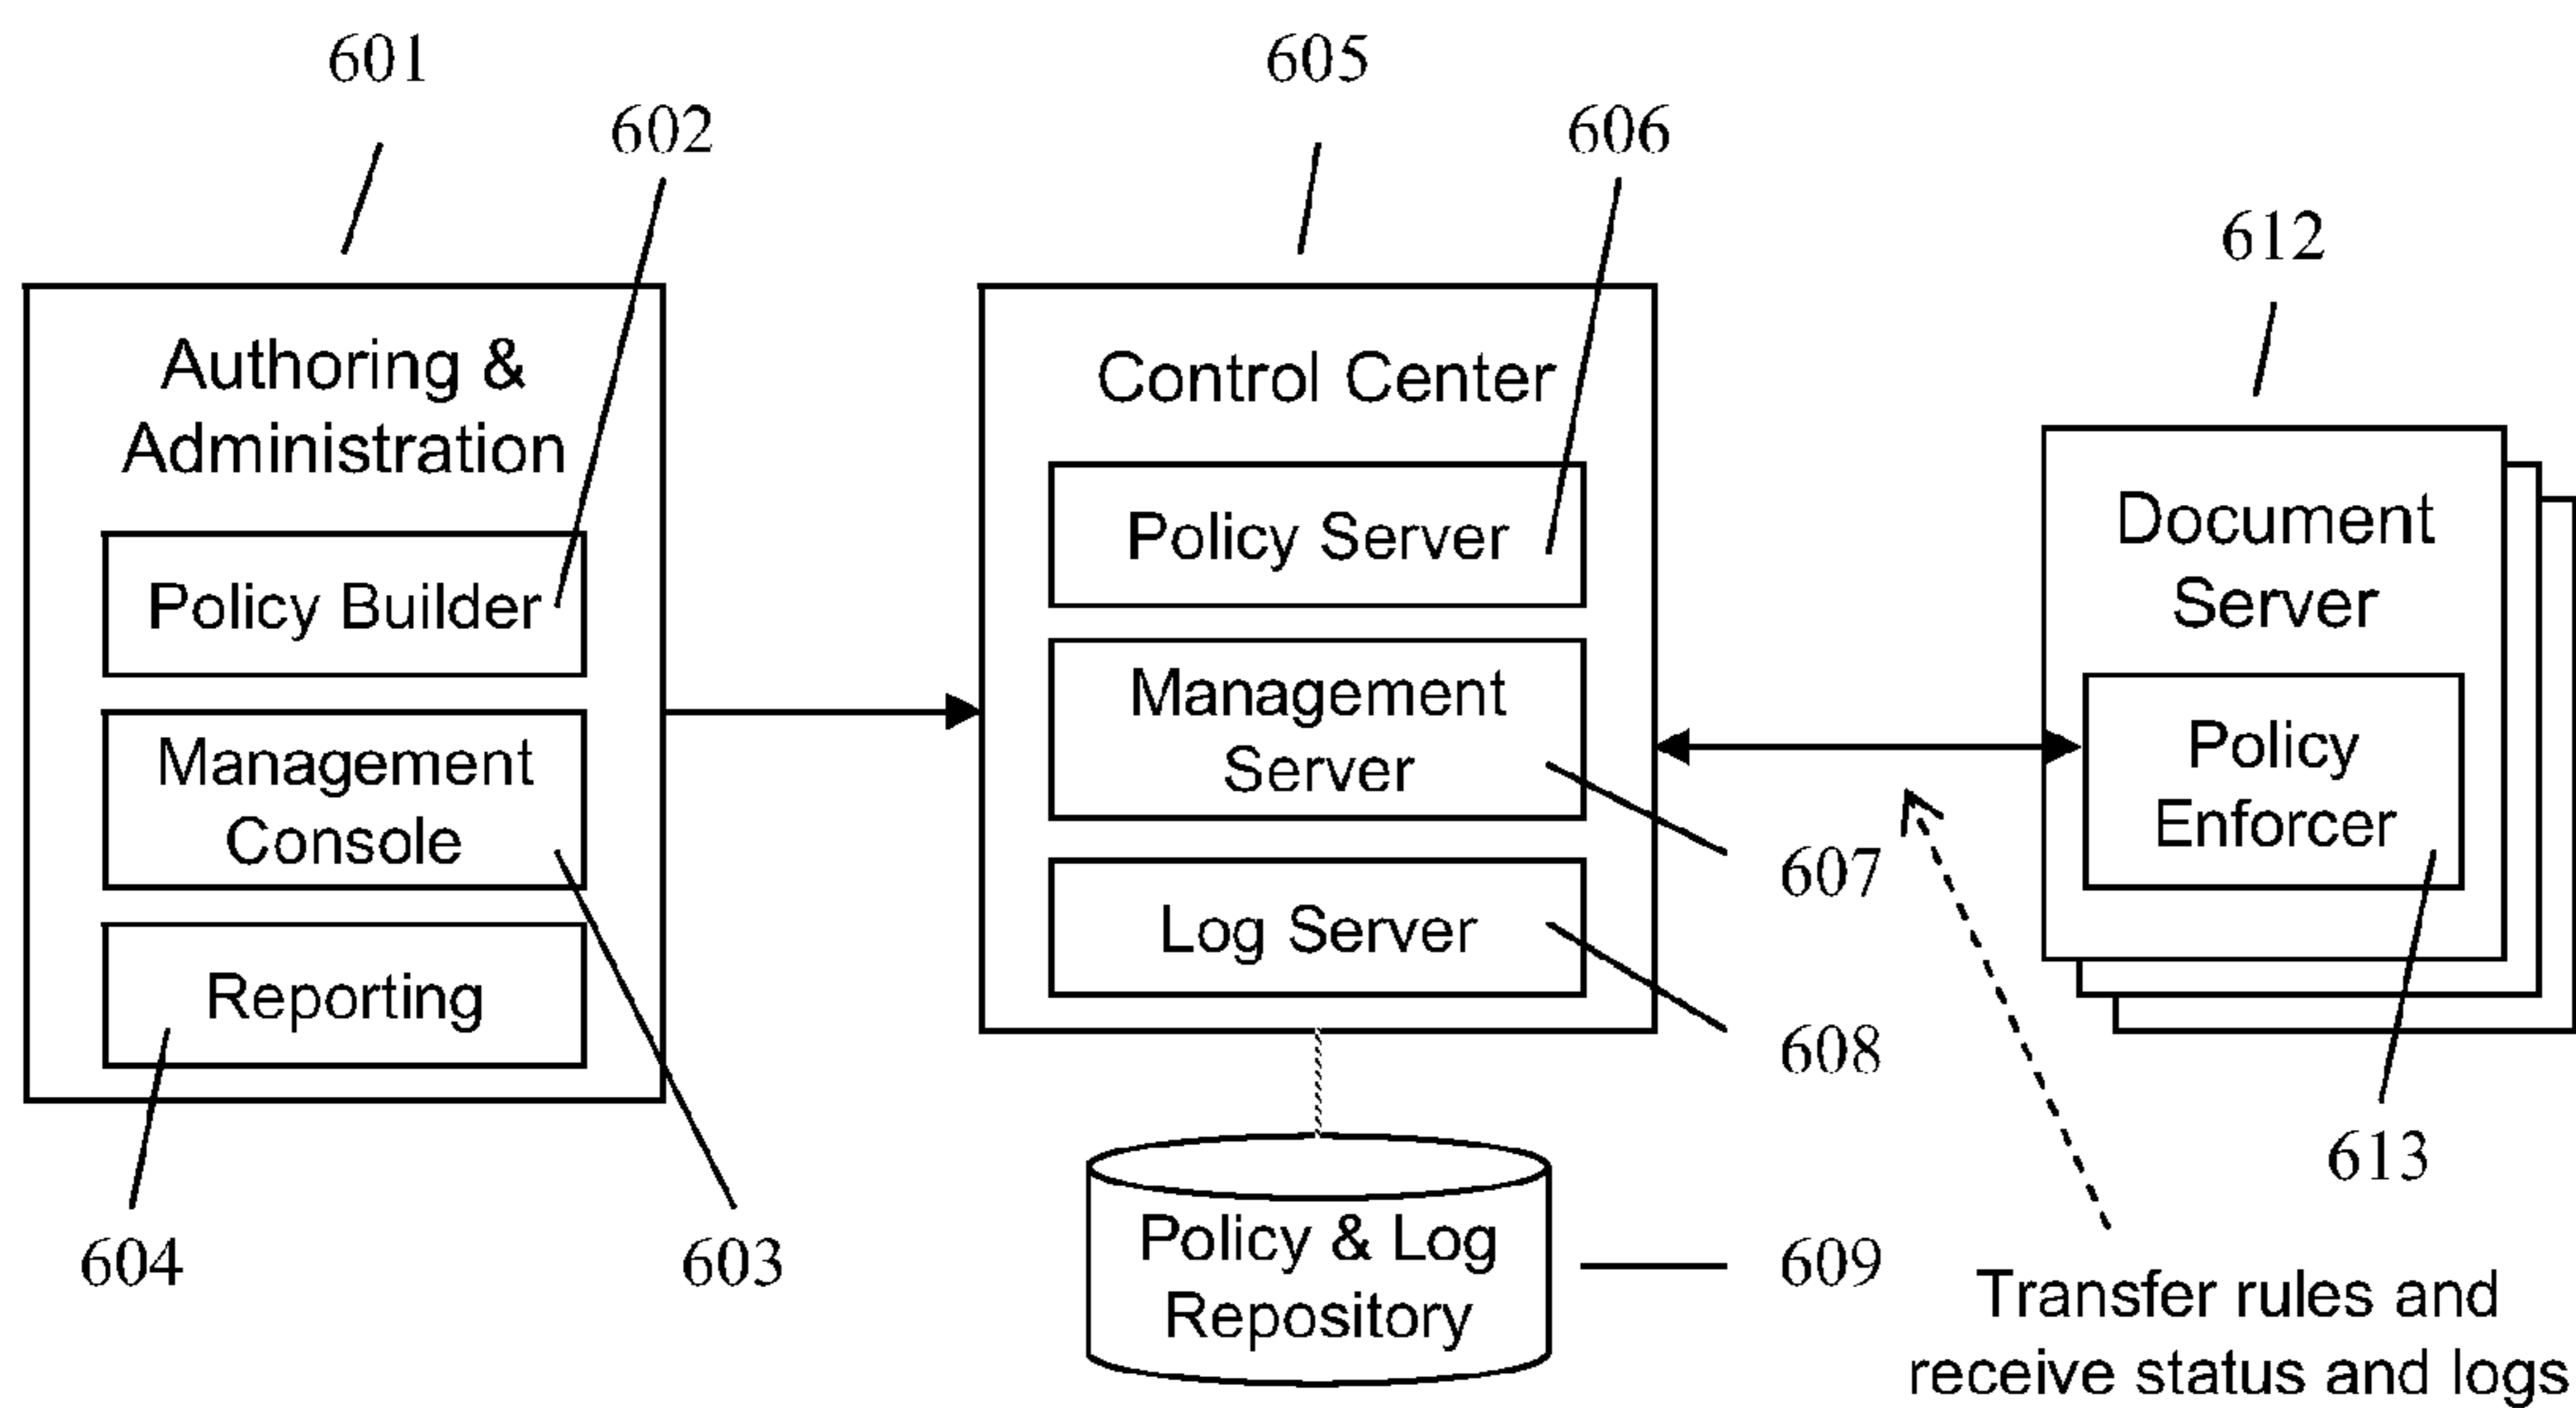 601
602
605
606
612
Authoring &
Administration
Policy Builder
Management
Console
Reporting
604
603
Control Center
Policy Server
Management
Server
Log Server
607
608
Policy & Log
Repository
609
Document
Server
Policy
Enforcer
613
Transfer rules and
receive status and logs